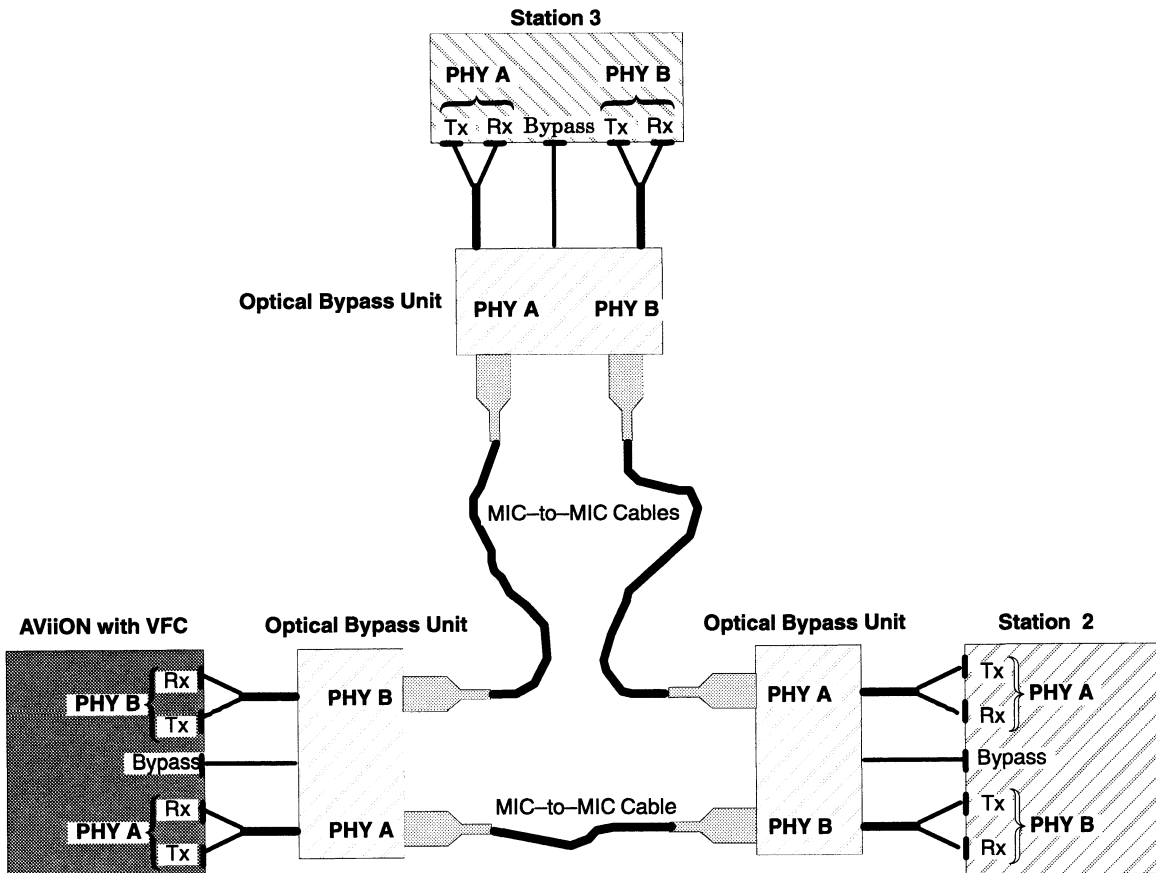 Station 3
PHY A PHY B
Tx Rx Bypass Tx Rx
Optical Bypass Unit
PHY A PHY B
MIC–to–MIC Cables
AViiON with VFC
Optical Bypass Unit
Optical Bypass Unit
Station 2
Rx
PHY B
Tx
Bypass
Rx
PHY A
Tx
PHY B
PHY A
MIC–to–MIC Cable
PHY A
PHY B
Tx
PHY A
Rx
Bypass
Tx
PHY B
Rx